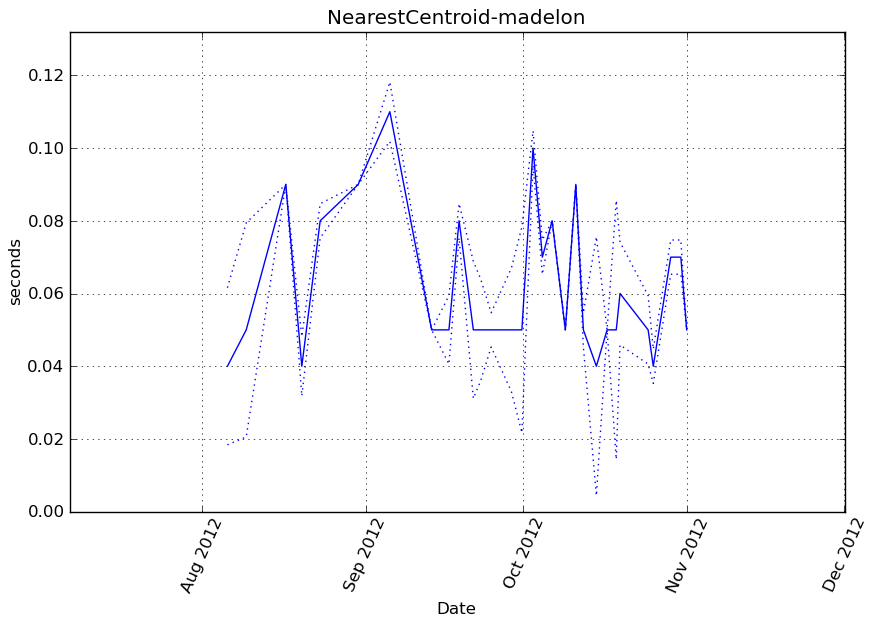 NearestCentroid-madelon
0.12
0.10
0.08
0.06
0.04
0.02
0.00
seconds
Aug 2012
Sep 2012
Oct 2012
Nov 2012
Dec 2012
Date